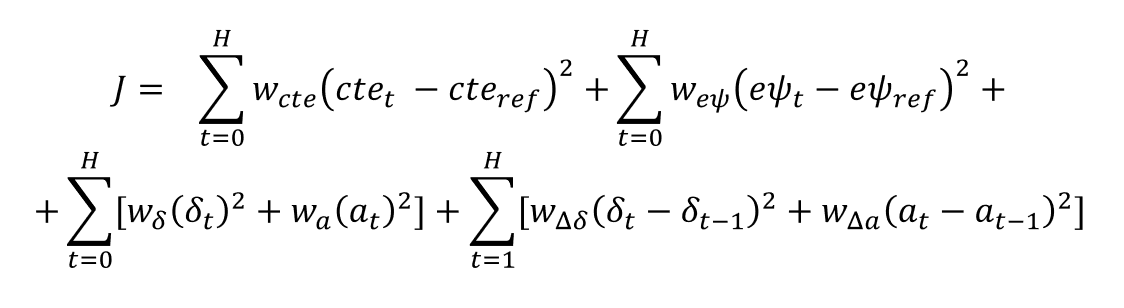 J = \sum_{t=0}^{H} w_{cte}(cte_t - cte_{ref})^2 + \sum_{t=0}^{H} w_{e\psi}(e\psi_t - e\psi_{ref})^2 +
+ \sum_{t=0}^{H} [w_\delta(\delta_t)^2 + w_a(a_t)^2] + \sum_{t=1}^{H} [w_{\Delta\delta}(\delta_t - \delta_{t-1})^2 + w_{\Delta a}(a_t - a_{t-1})^2]